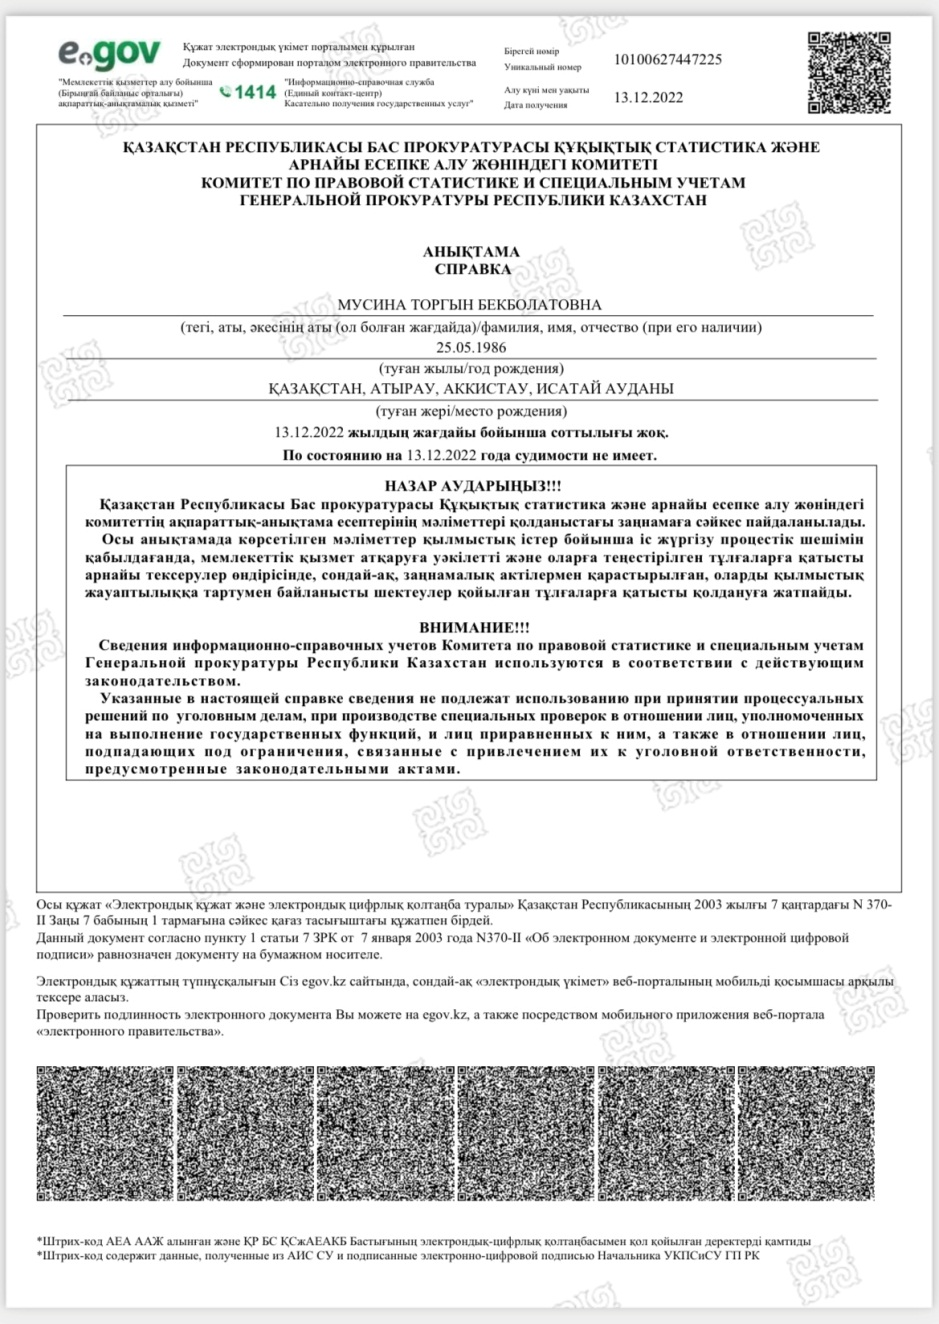 e.gov
Құжат электрондық үкімет порталымен құрылған
Документ сформирован порталом электронного правительства
"Мемлекеттік қызметтер алу бойынша
(Бірыңғай байланыс орталығы)
ақпараттық-анықтамалық қызметі"
1414
"Информационно-справочная служба
(Единый контакт-центр)
Касательно получения государственных услуг"
Бірегей нөмір
Уникальный номер
10100627447225
Алу күні мен уақыты
Дата получения
13.12.2022
ҚАЗАҚСТАН РЕСПУБЛИКАСЫ БАС ПРОКУРАТУРАСЫ ҚҰҚЫҚТЫҚ СТАТИСТИКА ЖӘНЕ
АРНАЙЫ ЕСЕПКЕ АЛУ ЖӨНІНДЕГІ КОМИТЕТІ
КОМИТЕТ ПО ПРАВОВОЙ СТАТИСТИКЕ И СПЕЦИАЛЬНЫМ УЧЕТАМ
ГЕНЕРАЛЬНОЙ ПРОКУРАТУРЫ РЕСПУБЛИКИ КАЗАХСТАН
АНЫҚТАМА
СПРАВКА
МУСИНА ТОРГЫН БЕКБОЛАТОВНА
(тегі, аты, әкесінің аты (ол болған жағдайда)/фамилия, имя, отчество (при его наличии)
25.05.1986
(туған жылы/год рождения)
ҚАЗАҚСТАН, АТЫРАУ, АККИСТАУ, ИСАТАЙ АУДАНЫ
(туған жері/место рождения)
13.12.2022 жылдың жағдайы бойынша соттылығы жоқ.
По состоянию на 13.12.2022 года судимости не имеет.
НАЗАР АУДАРЫҢЫЗ!!!
Қазақстан Республикасы Бас прокуратурасы Құқықтық статистика және арнайы есепке алу жөніндегі
комитеттің ақпараттық-анықтама есептерінің мәліметтері қолданыстағы заңнамаға сәйкес пайдаланылады.
Осы анықтамада көрсетілген мәліметтер қылмыстық істер бойынша іс жүргізу процестік шешімін
қабылдағанда, мемлекеттік қызмет атқаруға уәкілетті және оларға теңестірілген тұлғаларға қатысты
арнайы тексерулер өндірісінде, сондай-ақ, заңнамалық актілермен қарастырылған, оларды қылмыстық
жауаптылыққа тартумен байланысты шектеулер қойылған тұлғаларға қатысты қолдануға жатпайды.
ВНИМАНИЕ!!!
Сведения информационно-справочных учетов Комитета по правовой статистике и специальным учетам
Генеральной прокуратуры Республики Казахстан используются в соответствии с действующим
законодательством.
Указанные в настоящей справке сведения не подлежат использованию при принятии процессуальных
решений по уголовным делам, при производстве специальных проверок в отношении лиц, уполномоченных
на выполнение государственных функций, и лиц приравненных к ним, а также в отношении лиц,
подпадающих под ограничения, связанные с привлечением их к уголовной ответственности,
предусмотренные законодательными актами.
Осы құжат «Электрондық құжат және электрондық цифрлық қолтаңба туралы» Қазақстан Республикасының 2003 жылғы 7 қаңтардағы N 370-
II Заңы 7 бабының 1 тармағына сәйкес қағаз тасығыштағы құжатпен бірдей.
Данный документ согласно пункту 1 статьи 7 ЗРК от 7 января 2003 года N370-II «Об электронном документе и электронной цифровой
подписи» равнозначен документу на бумажном носителе.
Электрондық құжаттың түпнұсқалығын Сіз egov.kz сайтында, сондай-ақ «электрондық үкімет» веб-порталының мобильді қосымшасы арқылы
тексере аласыз.
Проверить подлинность электронного документа Вы можете на egov.kz, а также посредством мобильного приложения веб-портала
«электронного правительства».
*Штрих-код АЕА ААЖ алынған және ҚР БС ҚСжАЕАКБ Бастығының электрондық-цифрлық қолтаңбасымен қол қойылған деректерді қамтиды
*Штрих-код содержит данные, полученные из АИС СУ и подписанные электронно-цифровой подписью Начальника УКПСиСУ ГП РК